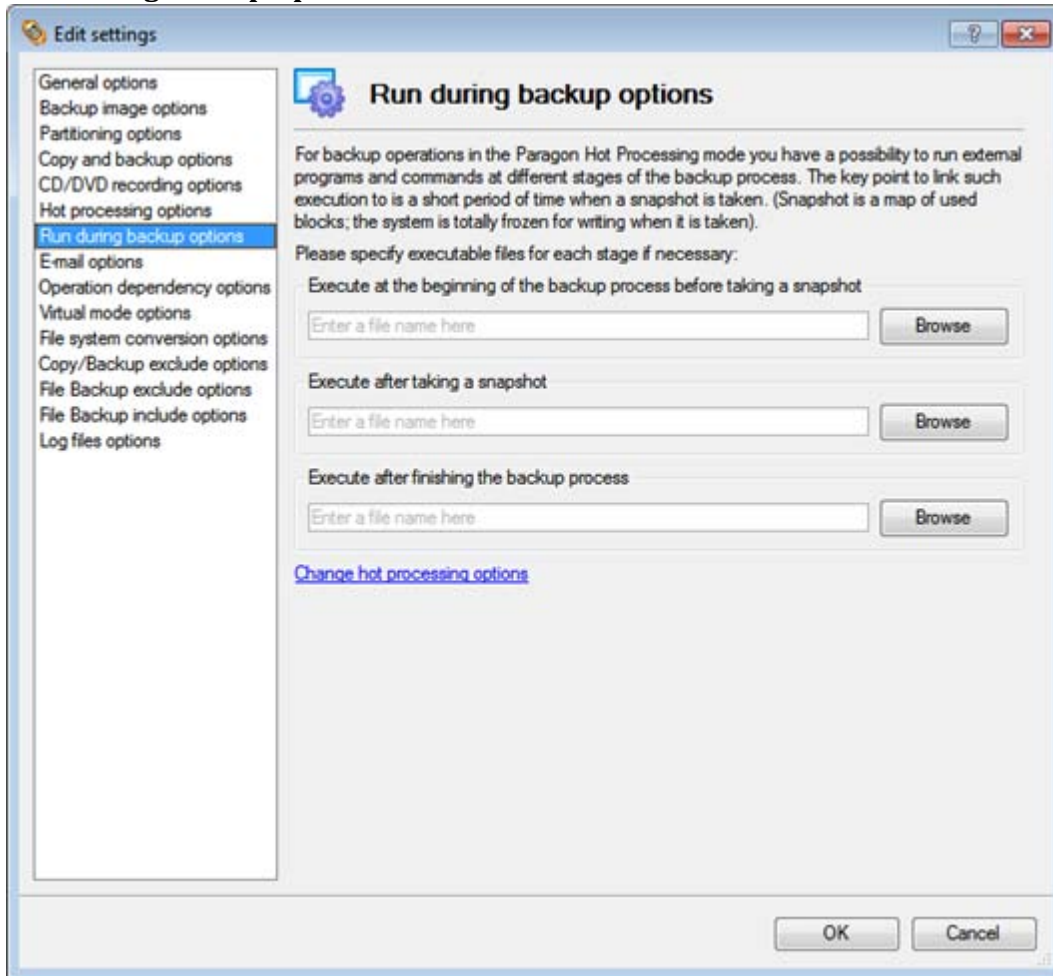 Edit settings
General options
Backup image options
Partitioning options
Copy and backup options
CD/DVD recording options
Hot processing options
Run during backup options
E-mail options
Operation dependency options
Virtual mode options
File system conversion options
Copy/Backup exclude options
File Backup exclude options
File Backup include options
Log files options
Run during backup options
For backup operations in the Paragon Hot Processing mode you have a possibility to run external
programs and commands at different stages of the backup process. The key point to link such
execution to is a short period of time when a snapshot is taken. (Snapshot is a map of used
blocks; the system is totally frozen for writing when it is taken).
Please specify executable files for each stage if necessary:
Execute at the beginning of the backup process before taking a snapshot
Enter a file name here
Browse
Execute after taking a snapshot
Enter a file name here
Browse
Execute after finishing the backup process
Enter a file name here
Browse
Change hot processing options
OK
Cancel